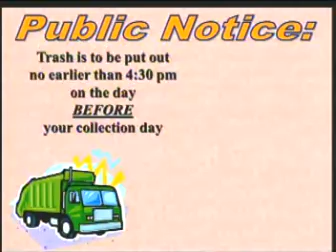 Public Notice:
Trash is to be put out
no earlier than 4:30 pm
on the day
BEFORE
your collection day